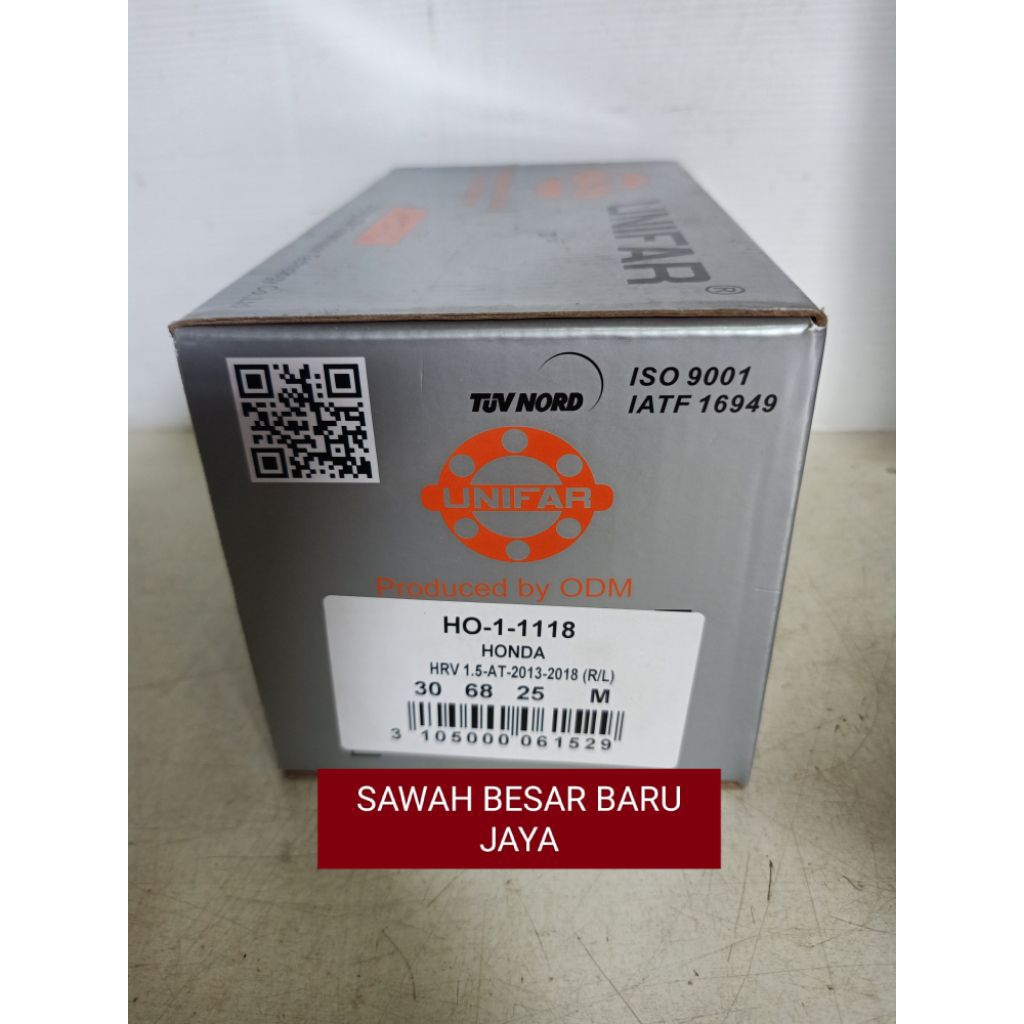 UNIFAR®
TÜV NORD
ISO 9001
IATF 16949
UNIFAR
Produced by ODM
HO-1-1118
HONDA
HRV 1.5-AT-2013-2018 (R/L)
30 68 25 M
3 105000 061529
SAWAH BESAR BARU
JAYA